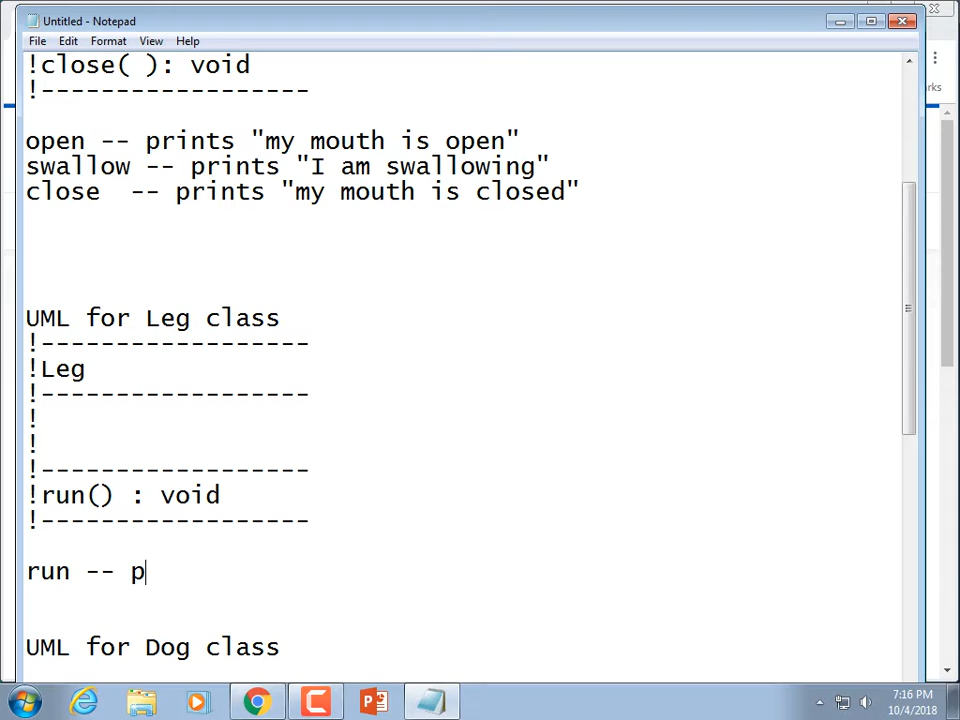 Untitled - Notepad
File Edit Format View Help
!close( ): void
!------------------
open -- prints "my mouth is open"
swallow -- prints "I am swallowing"
close  -- prints "my mouth is closed"
UML for Leg class
!------------------
!Leg
!------------------
!
!
!------------------
!run() : void
!------------------
run -- p
UML for Dog class
rks
7:16 PM
10/4/2018